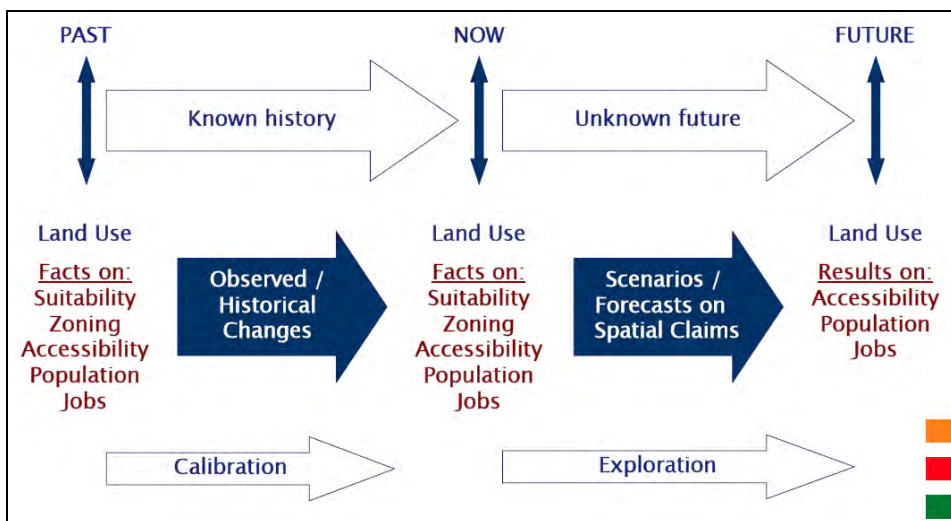 PAST
NOW
FUTURE
Known history
Unknown future
Land Use
Facts on:
Suitability
Zoning
Accessibility
Population
Jobs
Observed /
Historical
Changes
Land Use
Facts on:
Suitability
Zoning
Accessibility
Population
Jobs
Scenarios /
Forecasts on
Spatial Claims
Land Use
Results on:
Accessibility
Population
Jobs
Calibration
Exploration